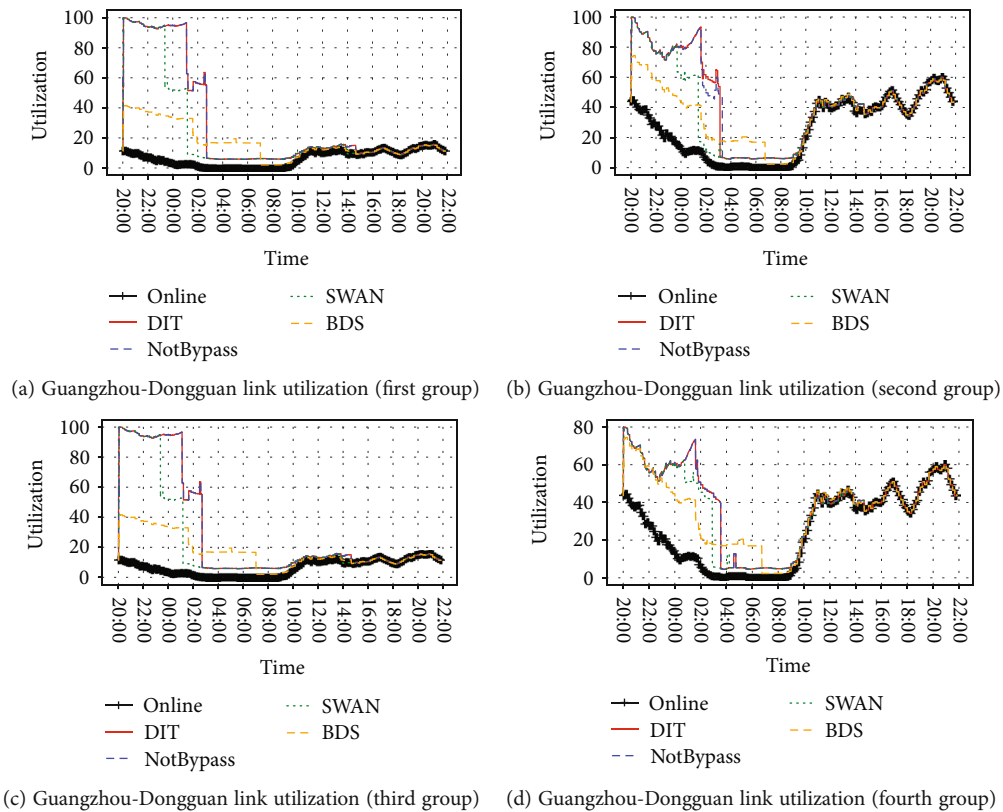 100
80
60
40
20
0
Utilization
20:00
22:00
00:00
02:00
04:00
06:00
08:00
10:00
12:00
14:00
16:00
18:00
20:00
22:00
Time
Online
DIT
NotBypass
SWAN
BDS
(a) Guangzhou-Dongguan link utilization (first group)
100
80
60
40
20
0
Utilization
20:00
22:00
00:00
02:00
04:00
06:00
08:00
10:00
12:00
14:00
16:00
18:00
20:00
22:00
Time
Online
DIT
NotBypass
SWAN
BDS
(b) Guangzhou-Dongguan link utilization (second group)
100
80
60
40
20
0
Utilization
20:00
22:00
00:00
02:00
04:00
06:00
08:00
10:00
12:00
14:00
16:00
18:00
20:00
22:00
Time
Online
DIT
NotBypass
SWAN
BDS
(c) Guangzhou-Dongguan link utilization (third group)
80
60
40
20
0
Utilization
20:00
22:00
00:00
02:00
04:00
06:00
08:00
10:00
12:00
14:00
16:00
18:00
20:00
22:00
Time
Online
DIT
NotBypass
SWAN
BDS
(d) Guangzhou-Dongguan link utilization (fourth group)